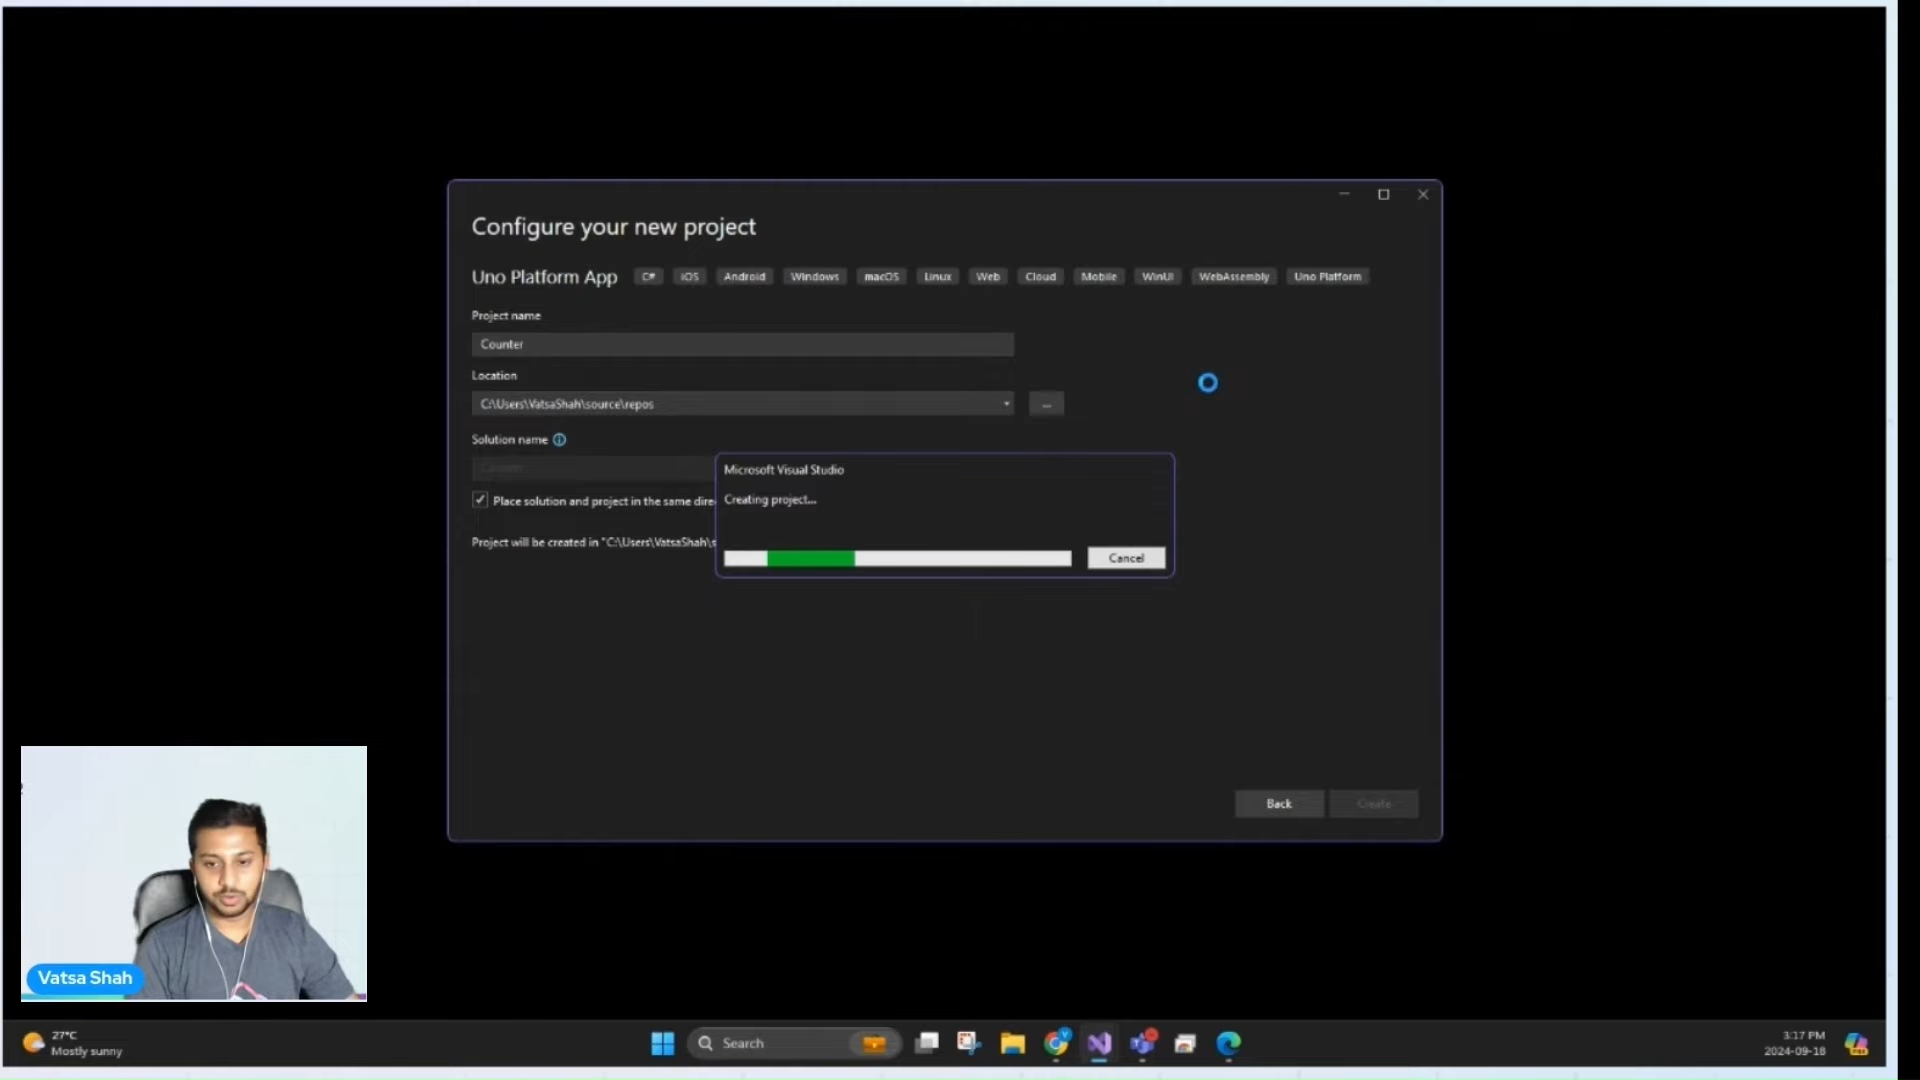 Configure your new project
Uno Platform App C# iOS Android Windows macOS Linux Web Cloud Mobile WinUI WebAssembly Uno Platform
Project name
Counter
Location
C:\Users\VatsaShah\source\repos
...
Solution name
Counter
Microsoft Visual Studio
Place solution and project in the same dire
Creating project...
Project will be created in "C:\Users\VatsaShah\s
Cancel
Back
Create
Vatsa Shah
27°C
Mostly sunny
Search
3:17 PM
2024-09-18